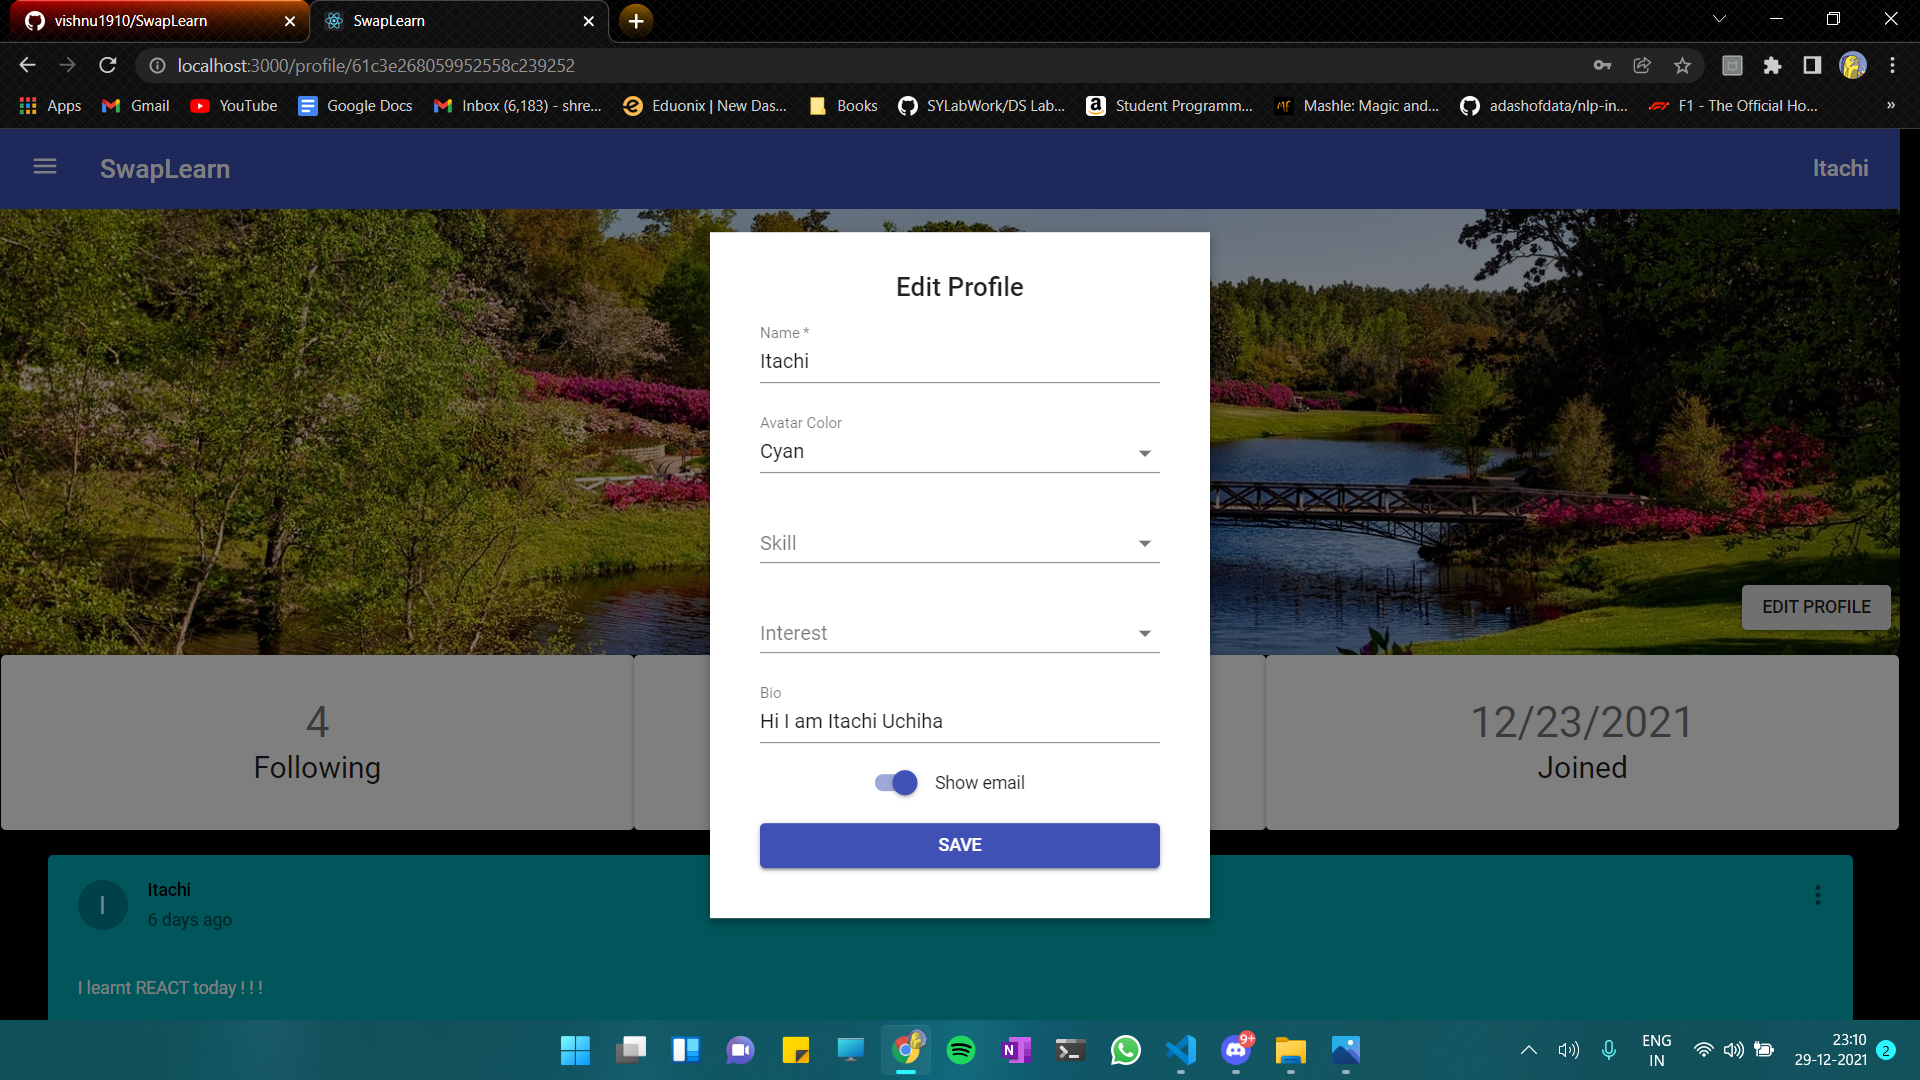 vishnu1910/SwapLearn
SwapLearn
localhost:3000/profile/61c3e268059952558c239252
Apps
Gmail
YouTube
Google Docs
Inbox (6,183) - shre...
Eduonix | New Das...
Books
SYLabWork/DS Lab...
Student Programm...
MF
Mashle: Magic and...
adashofdata/nlp-in...
F1 - The Official Ho...
»
SwapLearn
Itachi
Edit Profile
Name *
Itachi
Avatar Color
Cyan
Skill
Interest
Bio
Hi I am Itachi Uchiha
Show email
SAVE
EDIT PROFILE
4
Following
12/23/2021
Joined
I
Itachi
6 days ago
I learnt REACT today ! ! !
N
9+
ENG
IN
23:10
29-12-2021
2